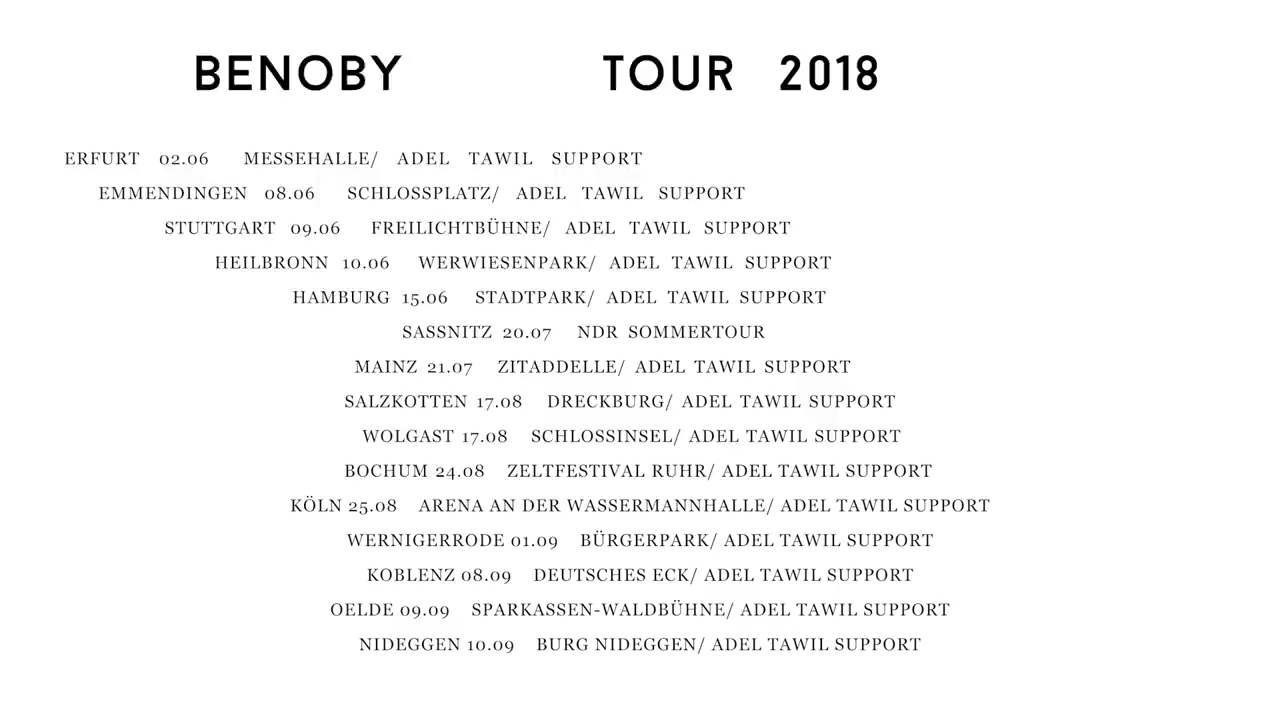 BENOBY TOUR 2018
ERFURT 02.06 MESSEHALLE/ ADEL TAWIL SUPPORT
EMMENDINGEN 08.06 SCHLOSSPLATZ/ ADEL TAWIL SUPPORT
STUTTGART 09.06 FREILICHTBÜHNE/ ADEL TAWIL SUPPORT
HEILBRONN 10.06 WERWIESENPARK/ ADEL TAWIL SUPPORT
HAMBURG 15.06 STADTPARK/ ADEL TAWIL SUPPORT
SASSNITZ 20.07 NDR SOMMERTOUR
MAINZ 21.07 ZITADDELLE/ ADEL TAWIL SUPPORT
SALZKOTTEN 17.08 DRECKBURG/ ADEL TAWIL SUPPORT
WOLGAST 17.08 SCHLOSSINSEL/ ADEL TAWIL SUPPORT
BOCHUM 24.08 ZELTFESTIVAL RUHR/ ADEL TAWIL SUPPORT
KÖLN 25.08 ARENA AN DER WASSERMANNHALLE/ ADEL TAWIL SUPPORT
WERNIGERRODE 01.09 BÜRGERPARK/ ADEL TAWIL SUPPORT
KOBLENZ 08.09 DEUTSCHES ECK/ ADEL TAWIL SUPPORT
OELDE 09.09 SPARKASSEN-WALDBÜHNE/ ADEL TAWIL SUPPORT
NIDEGGEN 10.09 BURG NIDEGGEN/ ADEL TAWIL SUPPORT